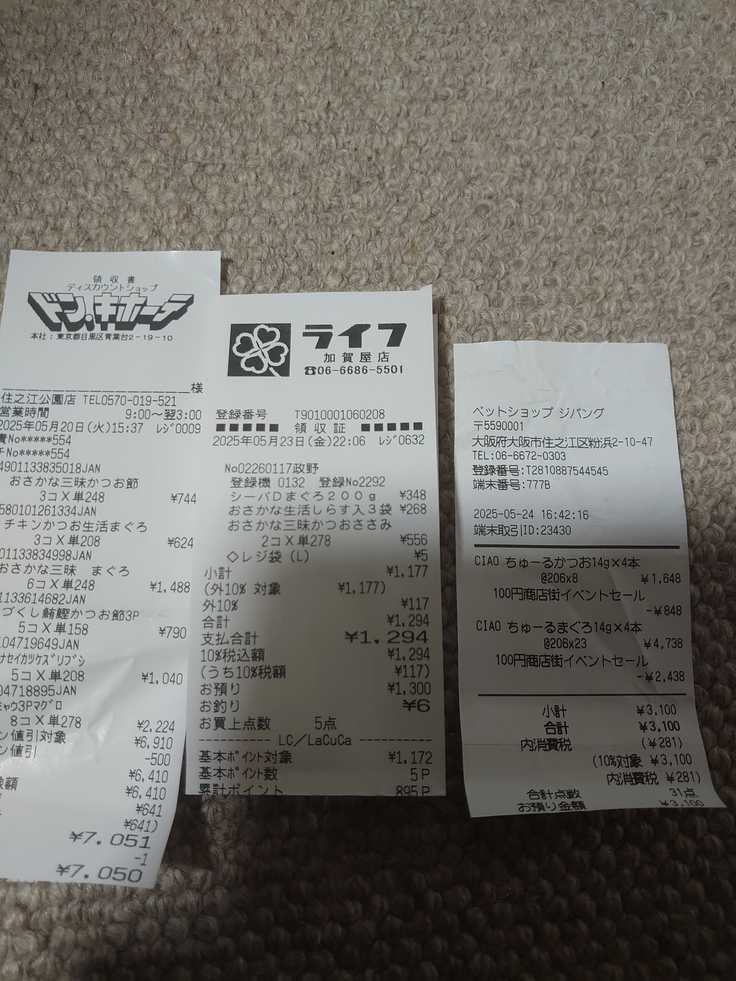 領収書
ディスカウントショップ
ドン.キホーテ
本社：東京都目黒区青葉台2-19-10
様
住之江公園店 TEL0570-019-521
営業時間 9:00～翌3:00
2025年05月20日(火)15:37 ﾚｼﾞ0009
責No*****554
No*****554
4901133835018JAN
おさかな三昧かつお節
3コX単248 ¥744
580101261334JAN
チキンかつお生活まぐろ
3コX単208 ¥624
01133834998JAN
おさかな三昧 まぐろ
6コX単248 ¥1,488
1133614682JAN
づくし鮪鰹かつお節3P
5コX単158 ¥790
104719649JAN
5コX単208 ¥1,040
04718895JAN
8コX単278 ¥2,224
ン値引対象 ¥6,910
ン値引 -500
¥6,410
額 ¥6,410
¥641
¥641)
¥7,051
-1
¥7,050
ライフ
加賀屋店
☎06-6686-5501
登録番号 T9010001060208
■■■■■ 領収証 ■■■■■
2025年05月23日(金)22:06 ﾚｼﾞ0632
No02260117政野
登録機 0132 登録No2292
シーバDまぐろ200g ¥348
おさかな生活しらす入3袋 ¥268
おさかな三昧かつおささみ
2コX単278 ¥556
◇レジ袋(L) ¥5
小計 ¥1,177
(外10% 対象 ¥1,177)
外10% ¥117
合計 ¥1,294
支払合計 ¥1,294
10%税込額 ¥1,294
(うち10%税額 ¥117)
お預り ¥1,300
お釣り ¥6
お買上点数 5点
---------- LC/LaCuCa ----------
基本ﾎﾟｲﾝﾄ対象 ¥1,172
基本ﾎﾟｲﾝﾄ数 5P
累計ポイント 895P
ペットショップ ジパング
〒5590001
大阪府大阪市住之江区粉浜2-10-47
TEL:06-6672-0303
登録番号:T2810887544545
端末番号:777B
2025-05-24 16:42:16
端末取引ID:23430
CIAO ちゅーるかつお14g×4本
@206x8 ¥1,648
100円商店街イベントセール
-¥848
CIAO ちゅーるまぐろ14g×4本
@206x23 ¥4,738
100円商店街イベントセール
-¥2,438
小計 ¥3,100
合計 ¥3,100
内消費税 (¥281)
(10%対象 ¥3,100
内消費税 ¥281)
合計点数 31点
お預り金額 ¥3,100